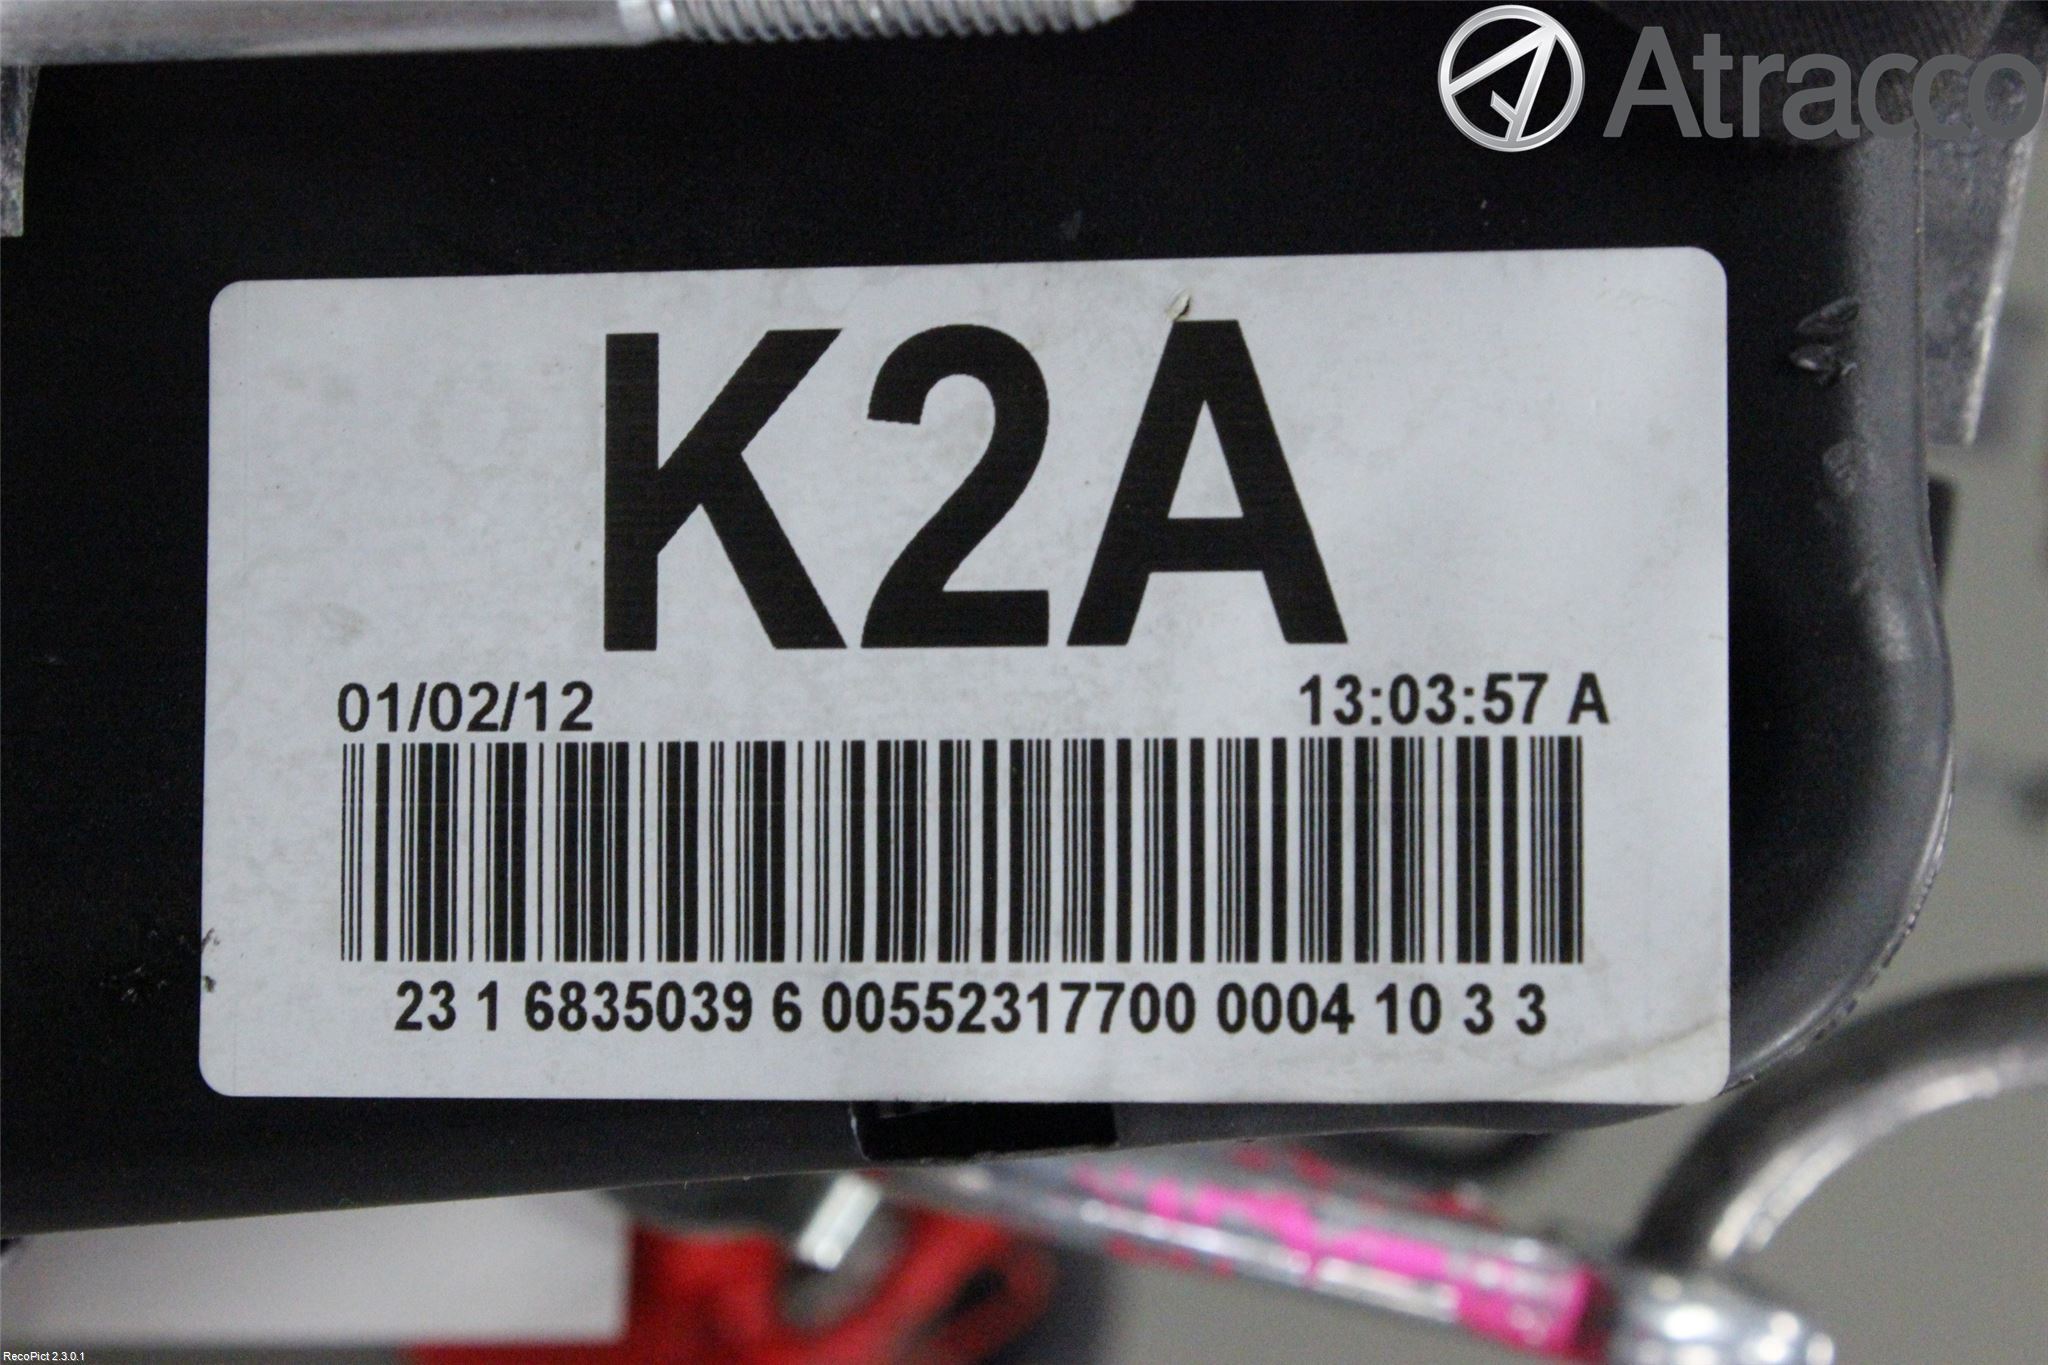 Atracco
K2A
01/02/12 13:03:57 A
23 1 6835039 6 00552317700 0004 10 3 3
RecoPict 2.3.0.1